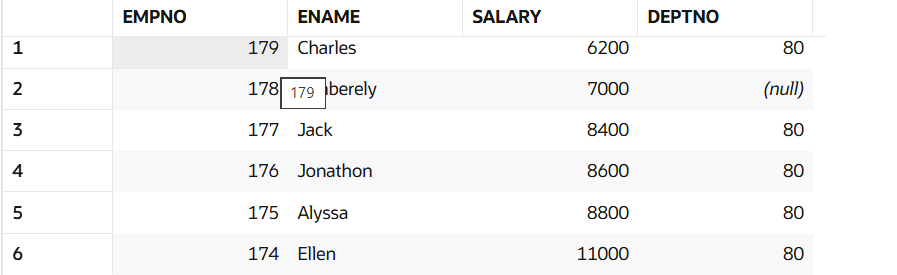 EMPNO ENAME SALARY DEPTNO
1 179 Charles 6200 80
2 178 179 berely 7000 (null)
3 177 Jack 8400 80
4 176 Jonathon 8600 80
5 175 Alyssa 8800 80
6 174 Ellen 11000 80